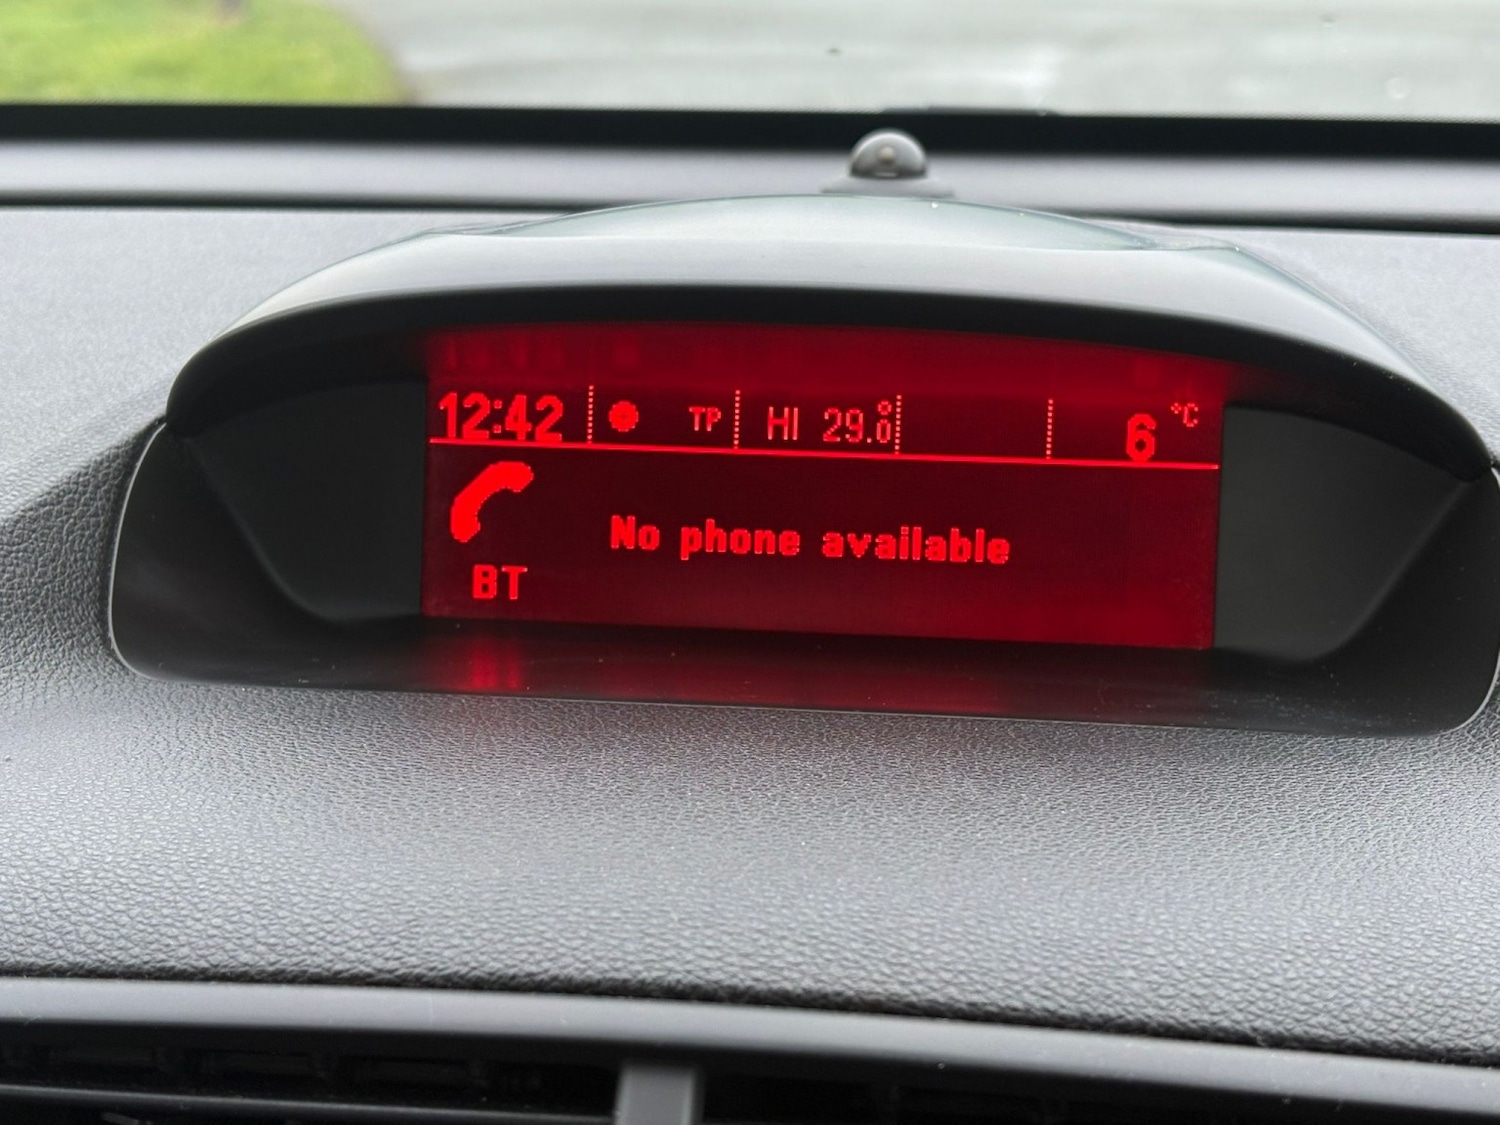 12:42 TP HI 29.0° 6 °C
No phone available
BT